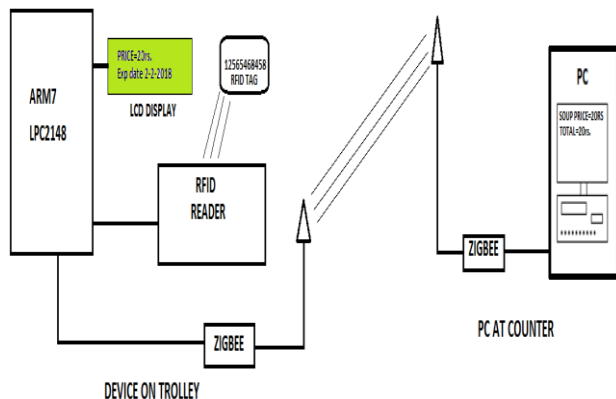 ARM7
LPC2148
PRICE=20rs.
Exp date 2-2-2018
LCD DISPLAY
12565468458
RFID TAG
RFID
READER
ZIGBEE
DEVICE ON TROLLEY
PC
SOUP PRICE=20RS
TOTAL=20rs.
ZIGBEE
PC AT COUNTER